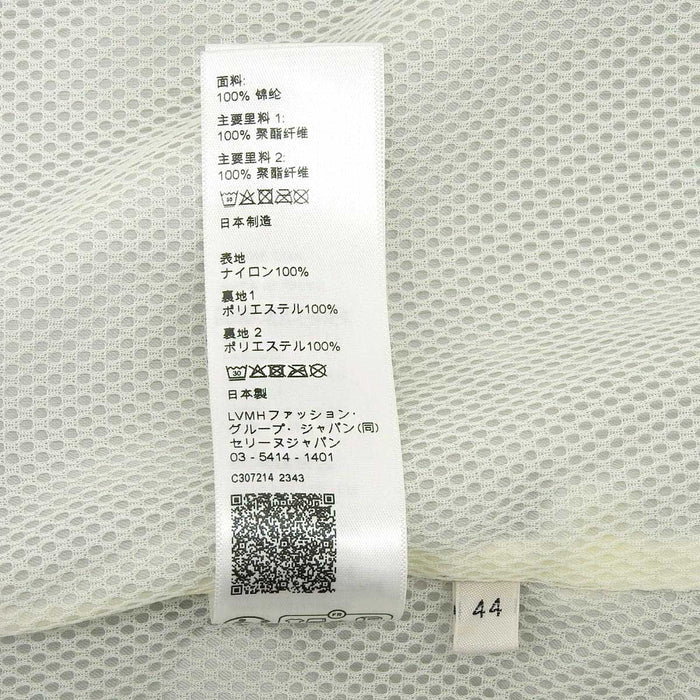 面料:
100% 锦纶
主要里料 1:
100% 聚酯纤维
主要里料 2:
100% 聚酯纤维
日本制造
表地
ナイロン100%
裏地1
ポリエステル100%
裏地 2
ポリエステル100%
30
日本製
LVMHファッション・
グループ・ジャパン(同)
セリーヌジャパン
03 - 5414 - 1401
C307214 2343
FR
44